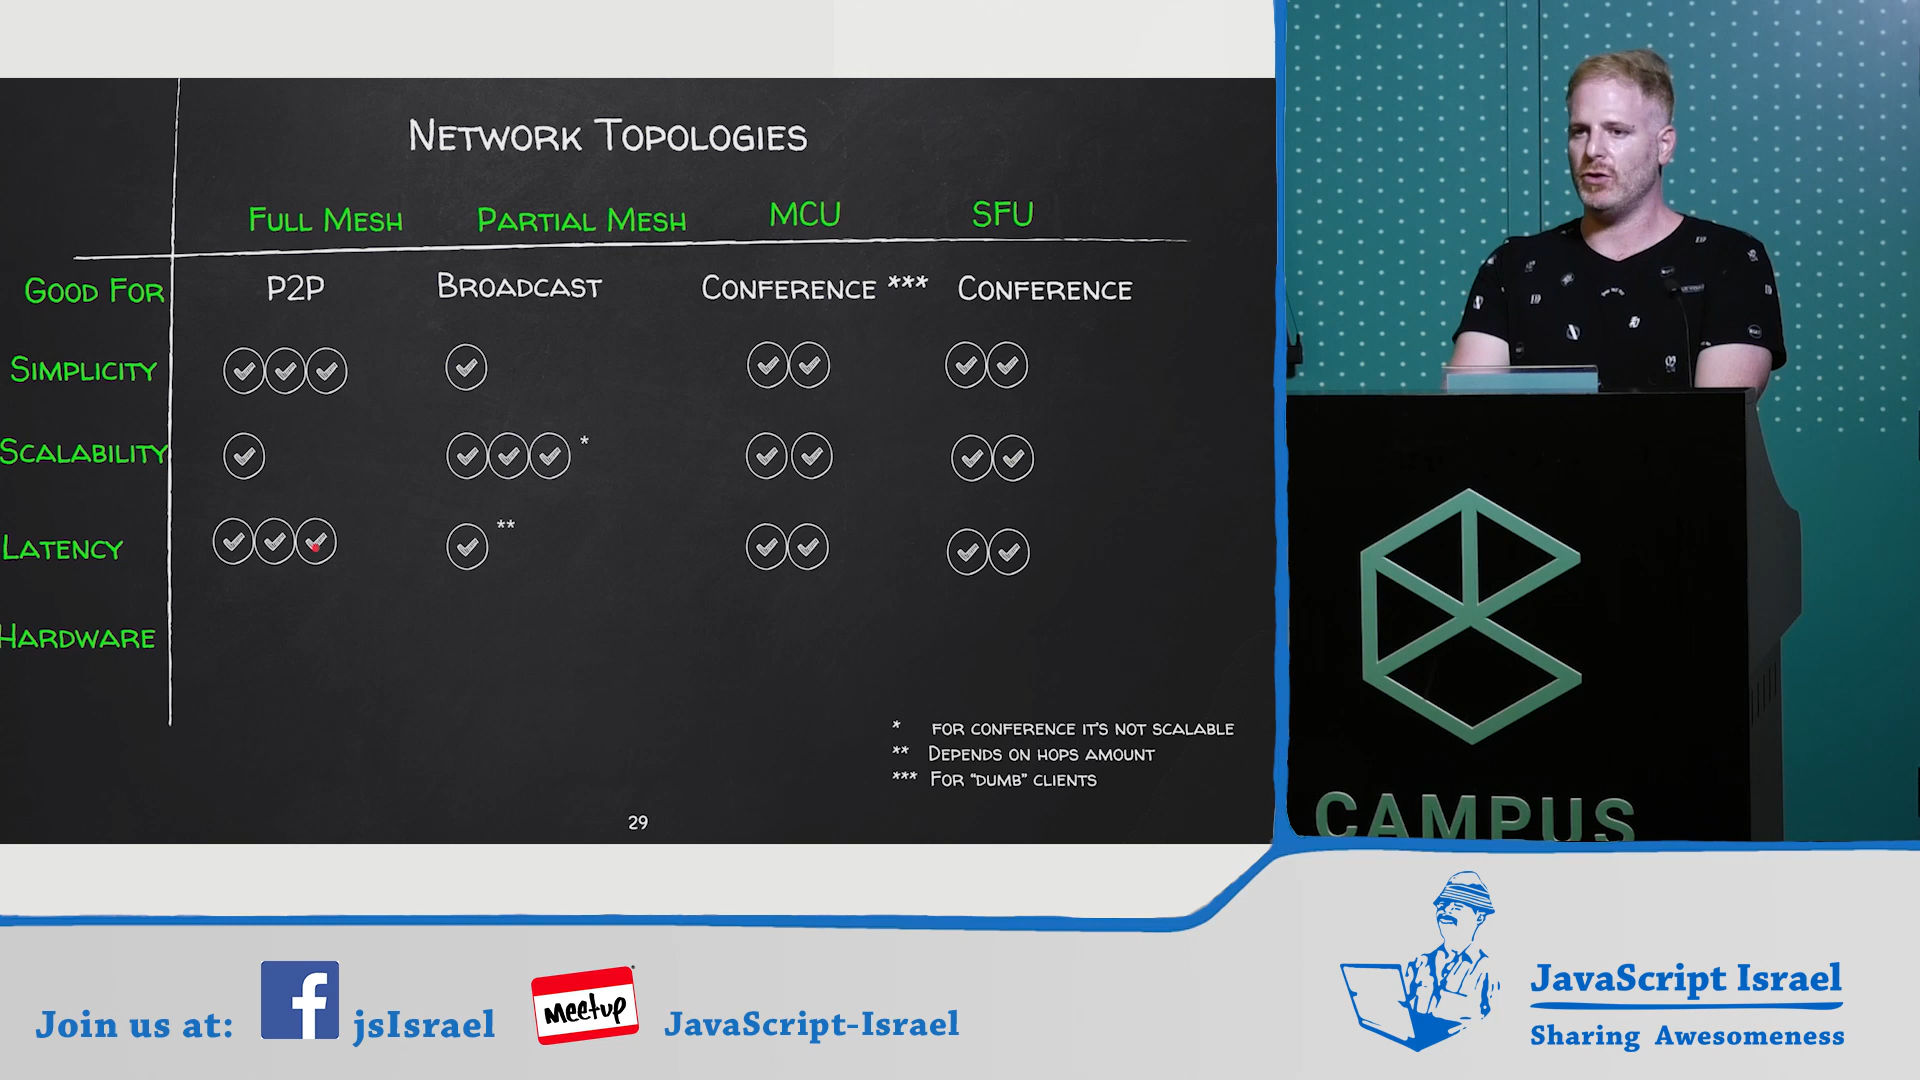 NETWORK TOPOLOGIES
FULL MESH PARTIAL MESH MCU SFU
GOOD FOR P2P BROADCAST CONFERENCE *** CONFERENCE
SIMPLICITY
SCALABILITY *
LATENCY **
HARDWARE
* FOR CONFERENCE IT'S NOT SCALABLE
** DEPENDS ON HOPS AMOUNT
*** FOR "DUMB" CLIENTS
29
CAMPUS
Join us at: f jsIsrael Meetup JavaScript-Israel
JavaScript Israel
Sharing Awesomeness